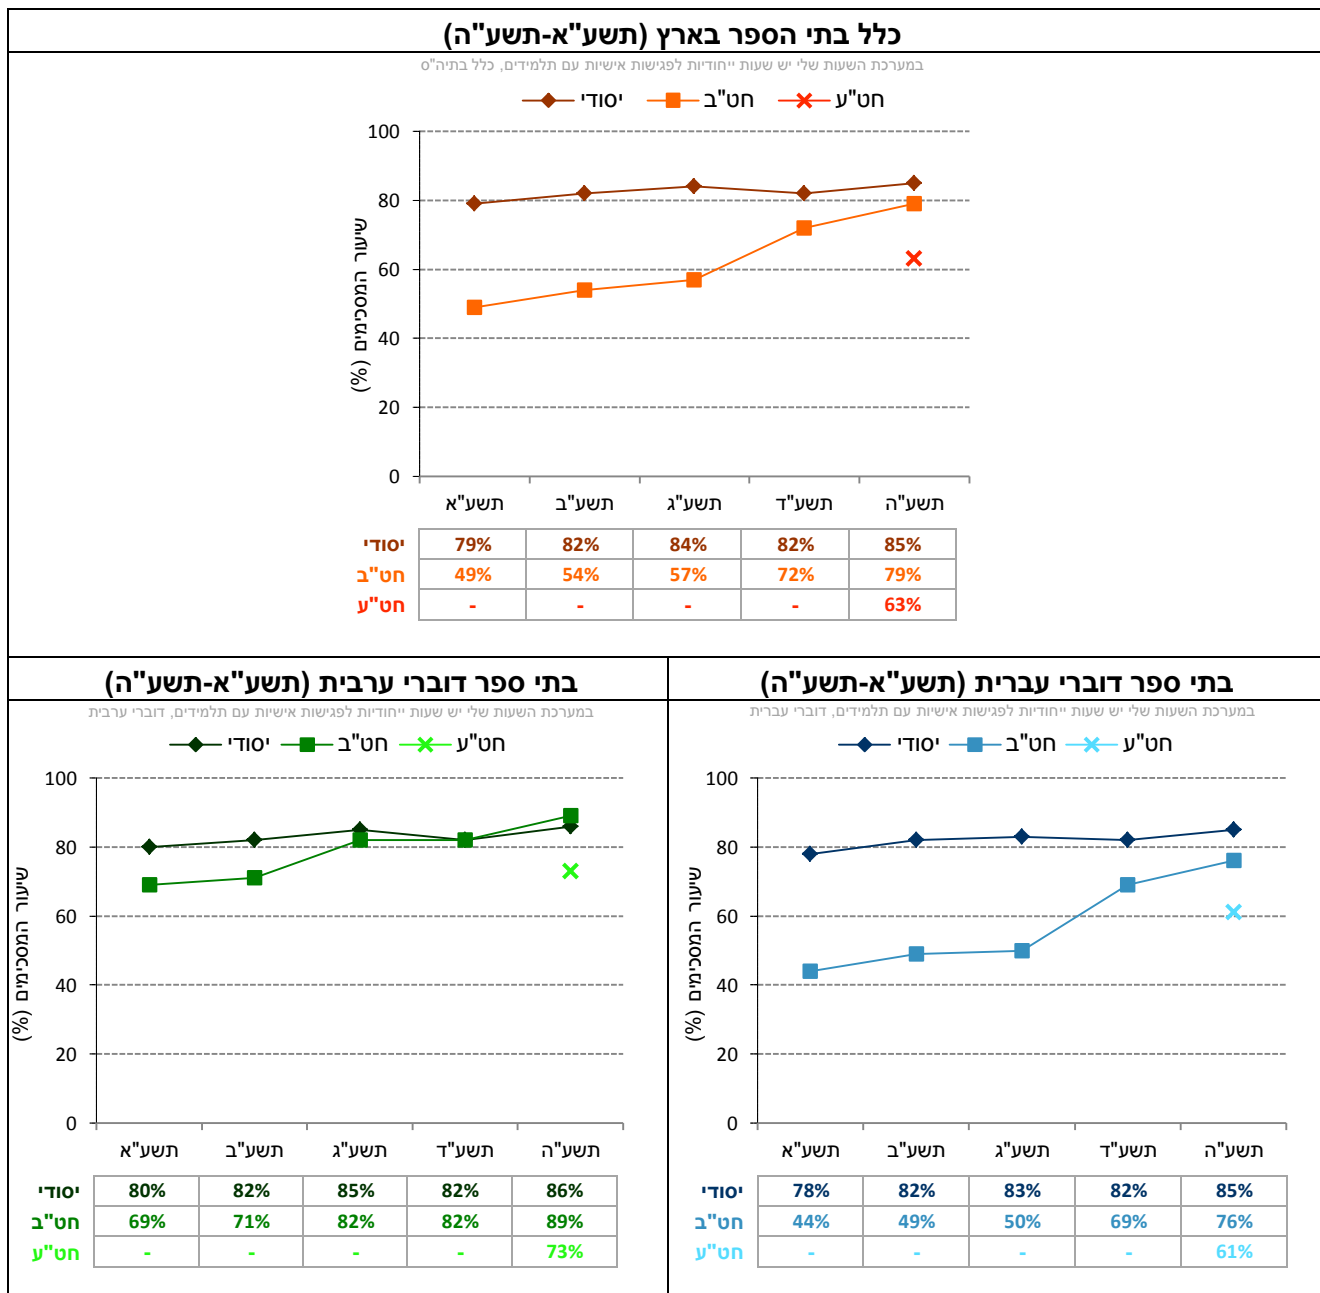 כלל בתי הספר בארץ (תשע"א-תשע"ה)
במערכת השעות שלי יש שעות ייחודיות לפגישות אישיות עם תלמידים, כלל בתיה"ס
יסודי חט"ב חט"ע
שיעור המסכימים (%)
100
80
60
40
20
0
תשע"א תשע"ב תשע"ג תשע"ד תשע"ה
יסודי 79% 82% 84% 82% 85%
חט"ב 49% 54% 57% 72% 79%
חט"ע - - - - 63%
בתי ספר דוברי עברית (תשע"א-תשע"ה)
במערכת השעות שלי יש שעות ייחודיות לפגישות אישיות עם תלמידים, דוברי עברית
יסודי חט"ב חט"ע
שיעור המסכימים (%)
100
80
60
40
20
0
תשע"א תשע"ב תשע"ג תשע"ד תשע"ה
יסודי 78% 82% 83% 82% 85%
חט"ב 44% 49% 50% 69% 76%
חט"ע - - - - 61%
בתי ספר דוברי ערבית (תשע"א-תשע"ה)
במערכת השעות שלי יש שעות ייחודיות לפגישות אישיות עם תלמידים, דוברי ערבית
יסודי חט"ב חט"ע
שיעור המסכימים (%)
100
80
60
40
20
0
תשע"א תשע"ב תשע"ג תשע"ד תשע"ה
יסודי 80% 82% 85% 82% 86%
חט"ב 69% 71% 82% 82% 89%
חט"ע - - - - 73%